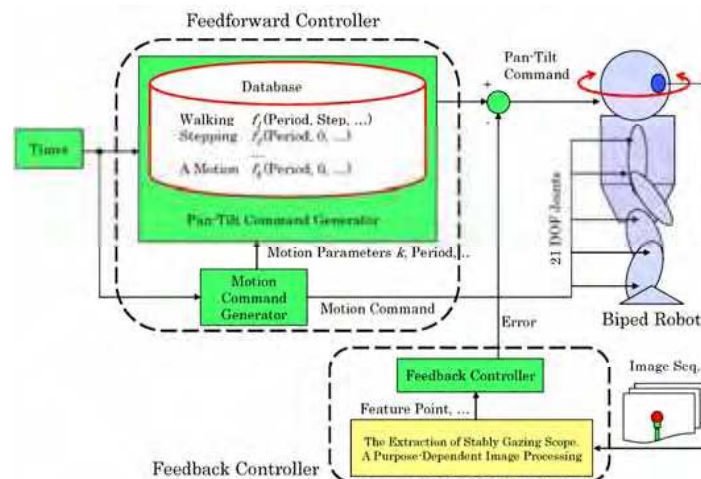 Feedforward Controller
Database
Walking f1(Period, Step, ...)
Stepping f2(Period, 0, ...)
...
A Motion (Period, 0, ...)
Pan-Tilt Command Generator
Times
Motion Parameters k, Period, ..
Motion
Command
Generator
Motion Command
+
-
Pan-Tilt
Command
21 DOF Joints
Biped Robot
Error
Feedback Controller
Feature Point, ...
The Extraction of Stably Gazing Scope.
A Purpose-Dependent Image Processing
Image Seq.
Feedback Controller